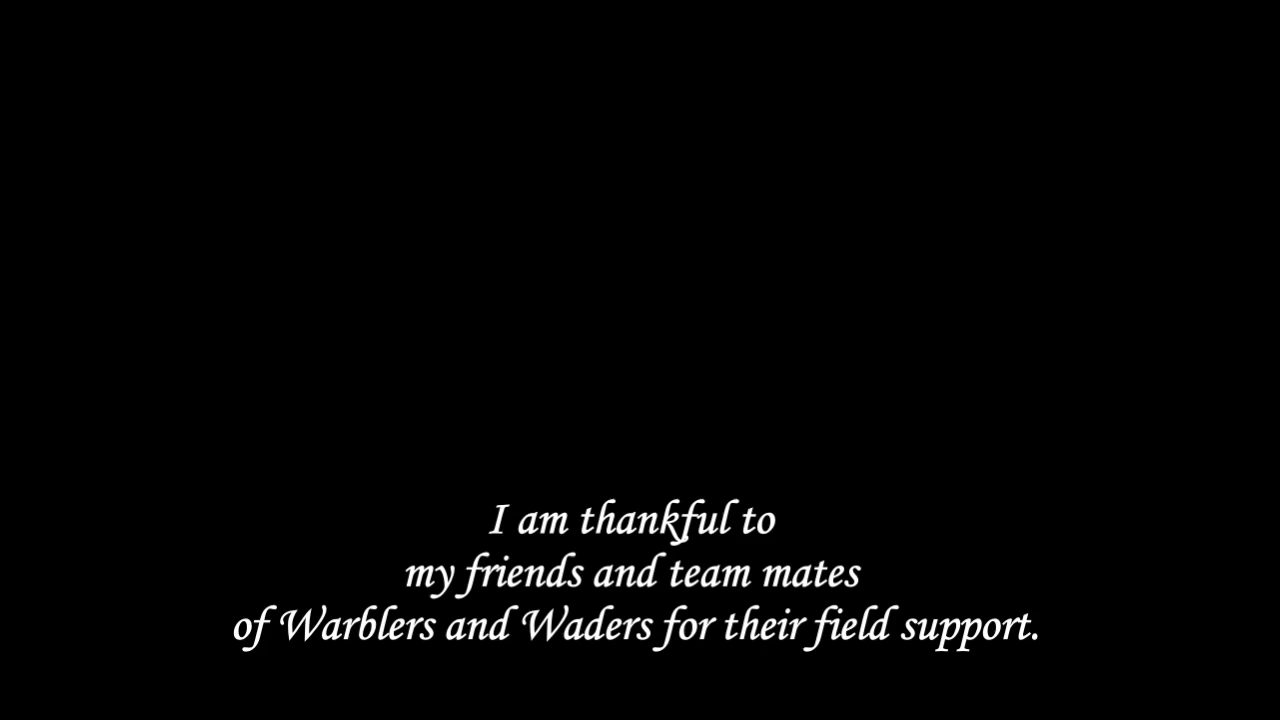 I am thankful to
my friends and team mates
of Warblers and Waders for their field support.